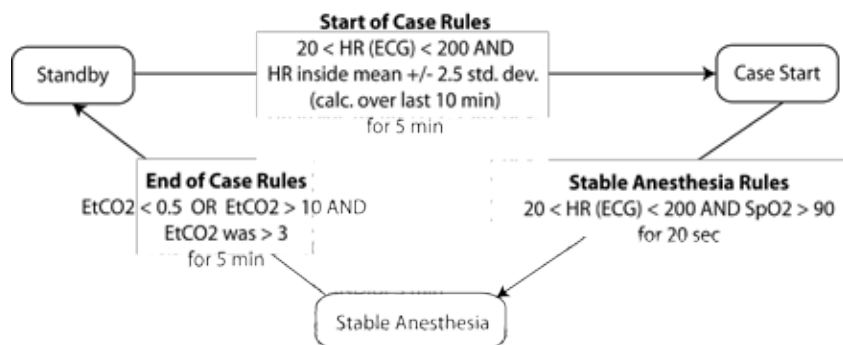 Start of Case Rules
20 < HR (ECG) < 200 AND
HR inside mean +/- 2.5 std. dev.
(calc. over last 10 min)
for 5 min
Standby
Case Start
End of Case Rules
EtCO2 < 0.5 OR EtCO2 > 10 AND
EtCO2 was > 3
for 5 min
Stable Anesthesia Rules
20 < HR (ECG) < 200 AND SpO2 > 90
for 20 sec
Stable Anesthesia